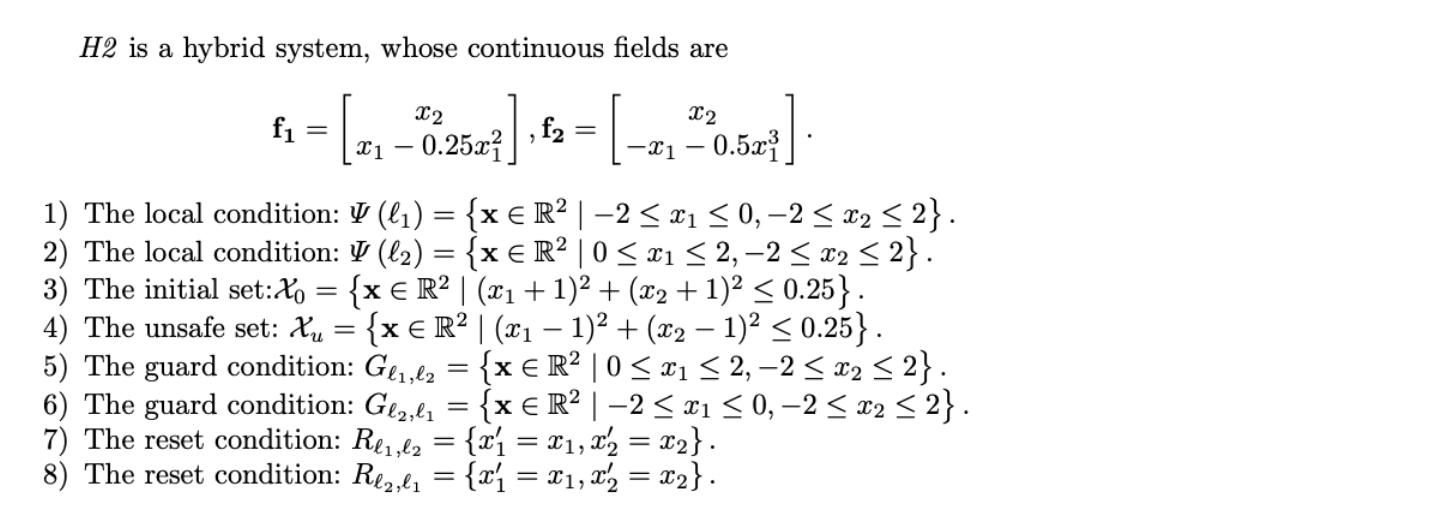 H2 is a hybrid system, whose continuous fields are
f₁ = [ x₂ ; x₁ − 0.25x₁² ], f₂ = [ x₂ ; −x₁ − 0.5x₁³ ].
1) The local condition: Ψ (ℓ₁) = {x ∈ ℝ² | −2 ≤ x₁ ≤ 0, −2 ≤ x₂ ≤ 2}.
2) The local condition: Ψ (ℓ₂) = {x ∈ ℝ² | 0 ≤ x₁ ≤ 2, −2 ≤ x₂ ≤ 2}.
3) The initial set:𝒳₀ = {x ∈ ℝ² | (x₁ + 1)² + (x₂ + 1)² ≤ 0.25}.
4) The unsafe set: 𝒳ᵤ = {x ∈ ℝ² | (x₁ − 1)² + (x₂ − 1)² ≤ 0.25}.
5) The guard condition: G_{ℓ₁,ℓ₂} = {x ∈ ℝ² | 0 ≤ x₁ ≤ 2, −2 ≤ x₂ ≤ 2}.
6) The guard condition: G_{ℓ₂,ℓ₁} = {x ∈ ℝ² | −2 ≤ x₁ ≤ 0, −2 ≤ x₂ ≤ 2}.
7) The reset condition: R_{ℓ₁,ℓ₂} = {x₁′ = x₁, x₂′ = x₂}.
8) The reset condition: R_{ℓ₂,ℓ₁} = {x₁′ = x₁, x₂′ = x₂}.